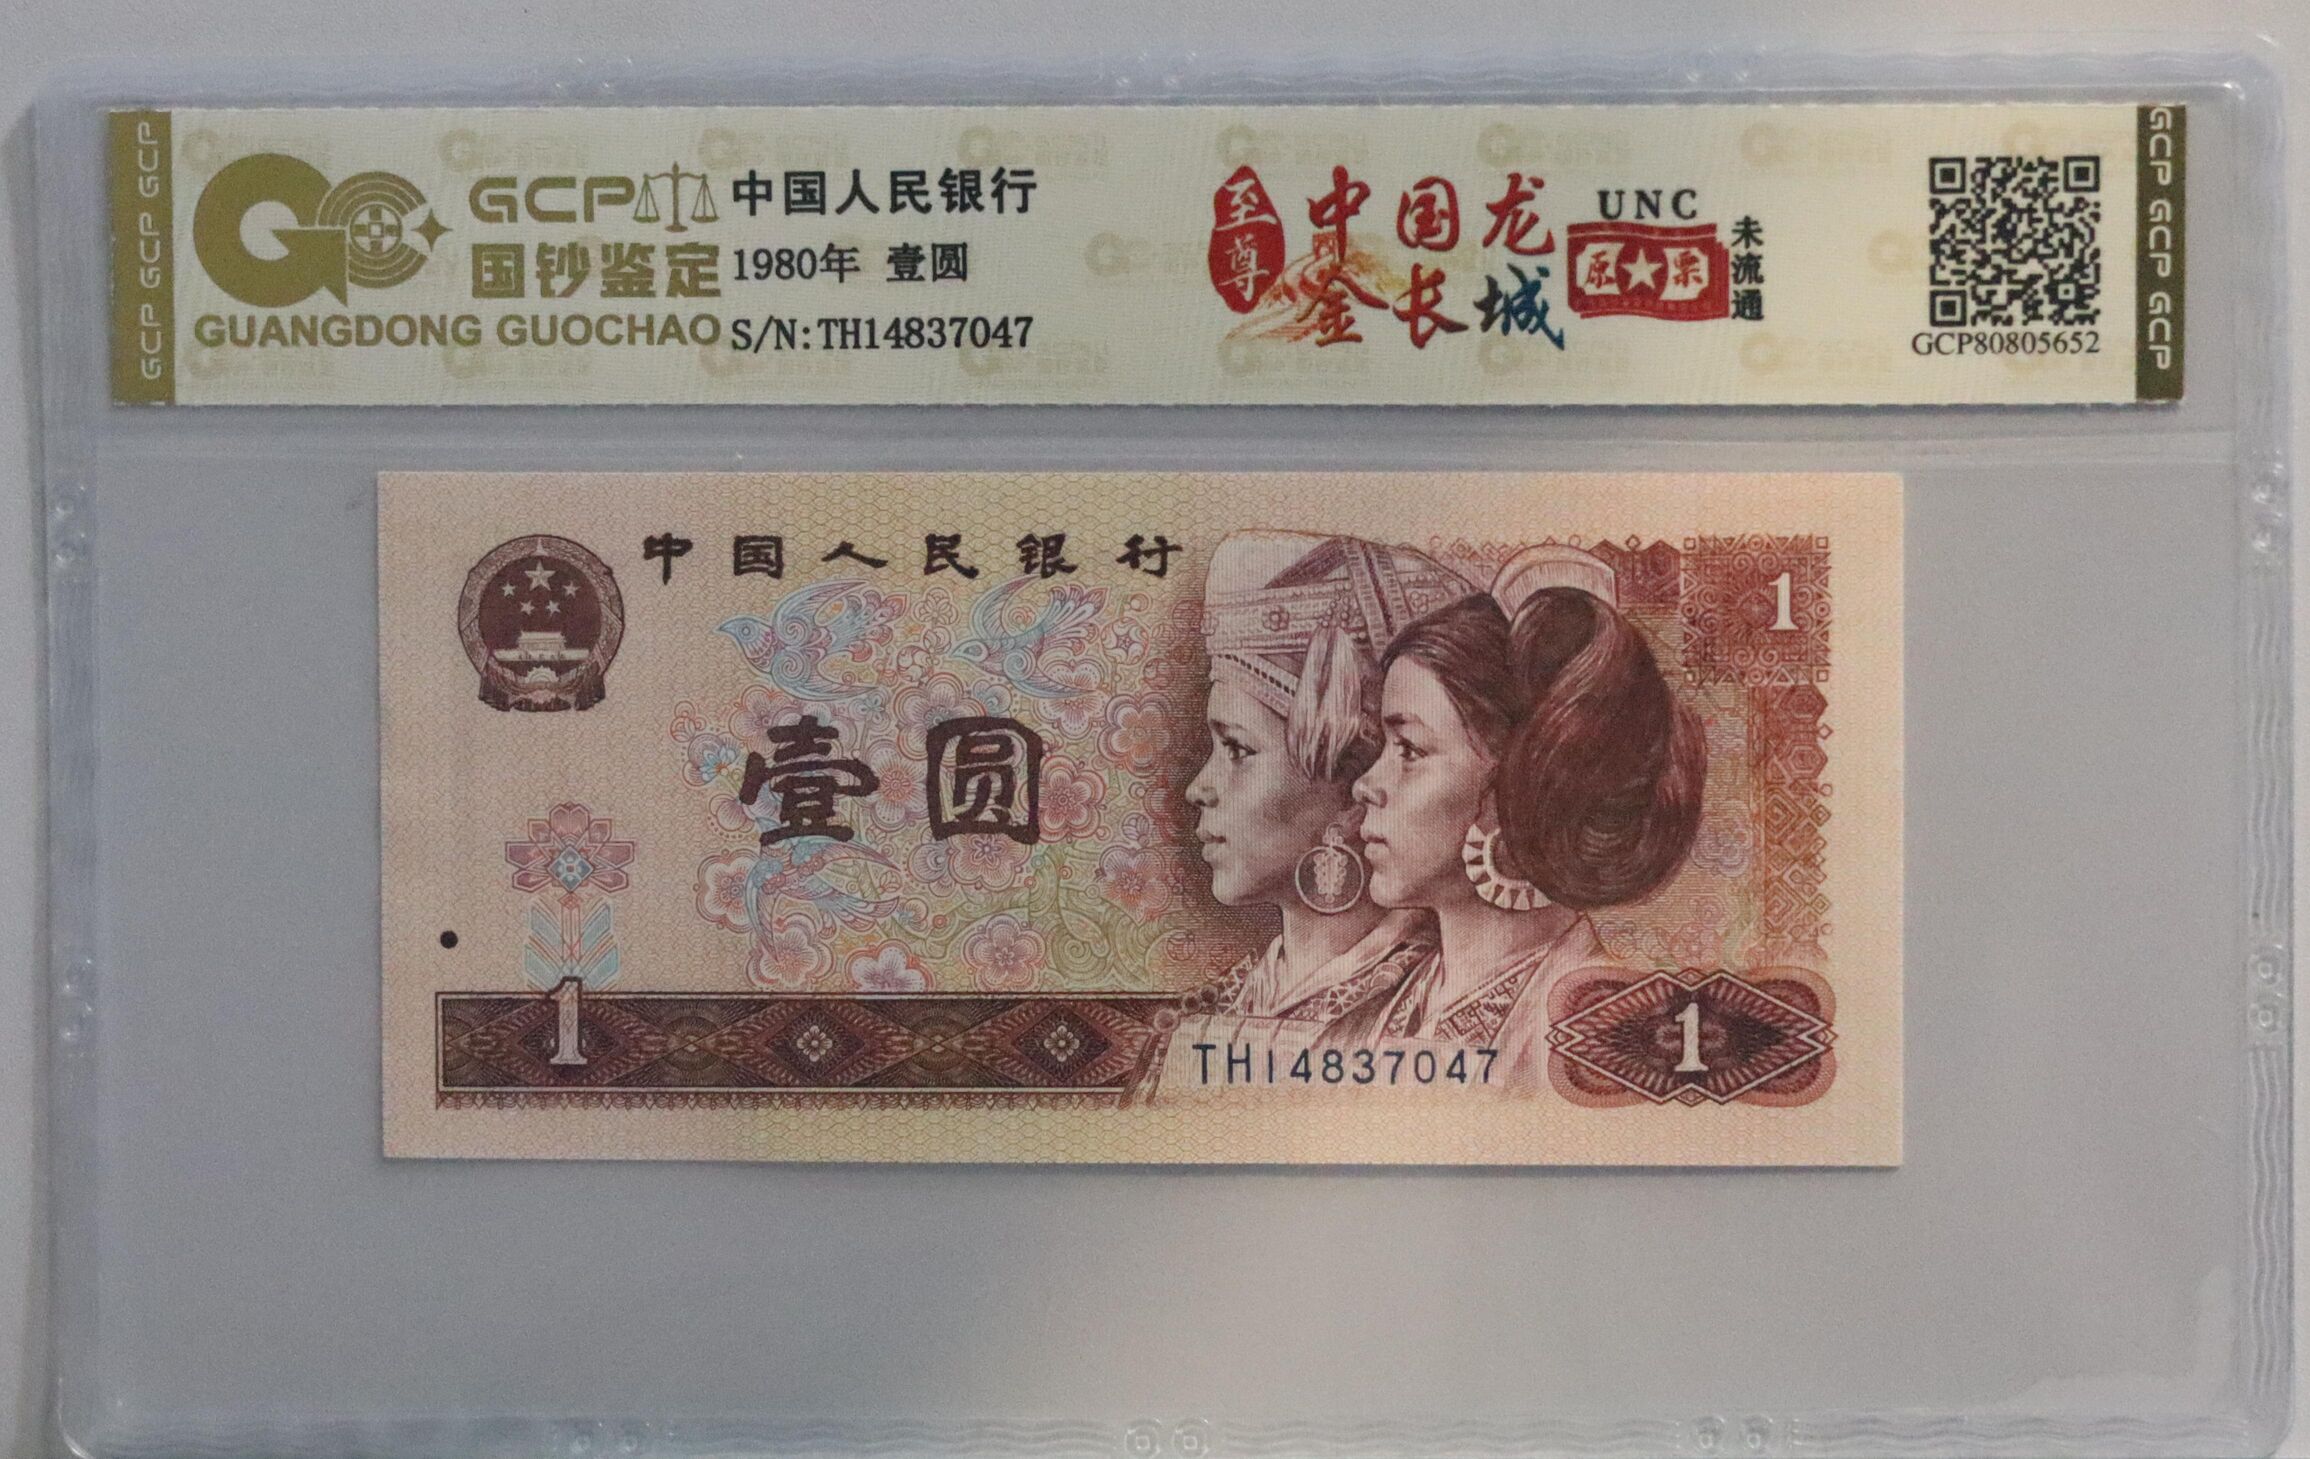 GCP GCP GCP
GCP
国钞鉴定
GUANGDONG GUOCHAO
中国人民银行
1980年 壹圆
S/N:TH14837047
至尊
中国龙
金长城
UNC
原★票
未流通
GCP80805652
GCP GCP GCP
中国人民银行
1
壹圆
1
TH14837047
1